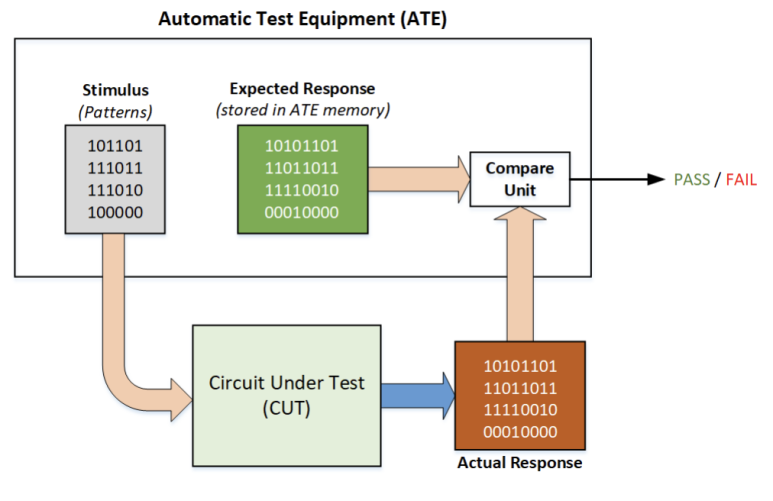 Automatic Test Equipment (ATE)
Stimulus
(Patterns)
101101
111011
111010
100000
Expected Response
(stored in ATE memory)
10101101
11011011
11110010
00010000
Compare
Unit
PASS / FAIL
Circuit Under Test
(CUT)
10101101
11011011
11110010
00010000
Actual Response